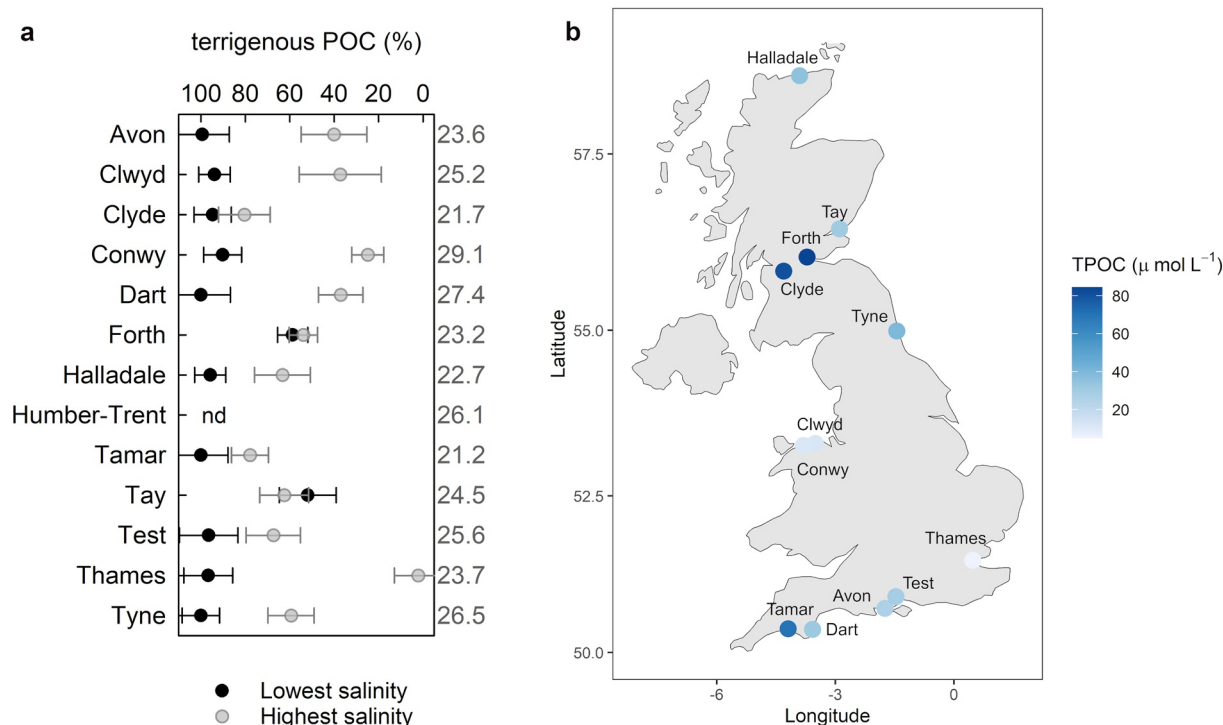 a
terrigenous POC (%)
100 80 60 40 20 0
Avon 23.6
Clwyd 25.2
Clyde 21.7
Conwy 29.1
Dart 27.4
Forth 23.2
Halladale 22.7
Humber-Trent nd 26.1
Tamar 21.2
Tay 24.5
Test 25.6
Thames 23.7
Tyne 26.5
Lowest salinity
Highest salinity
b
Halladale
57.5
Tay
Forth
Clyde
55.0
Tyne
Latitude
Clwyd
Conwy
52.5
Thames
Test
Avon
Tamar
Dart
50.0
-6 -3 0
Longitude
TPOC (μ mol L⁻¹)
80
60
40
20